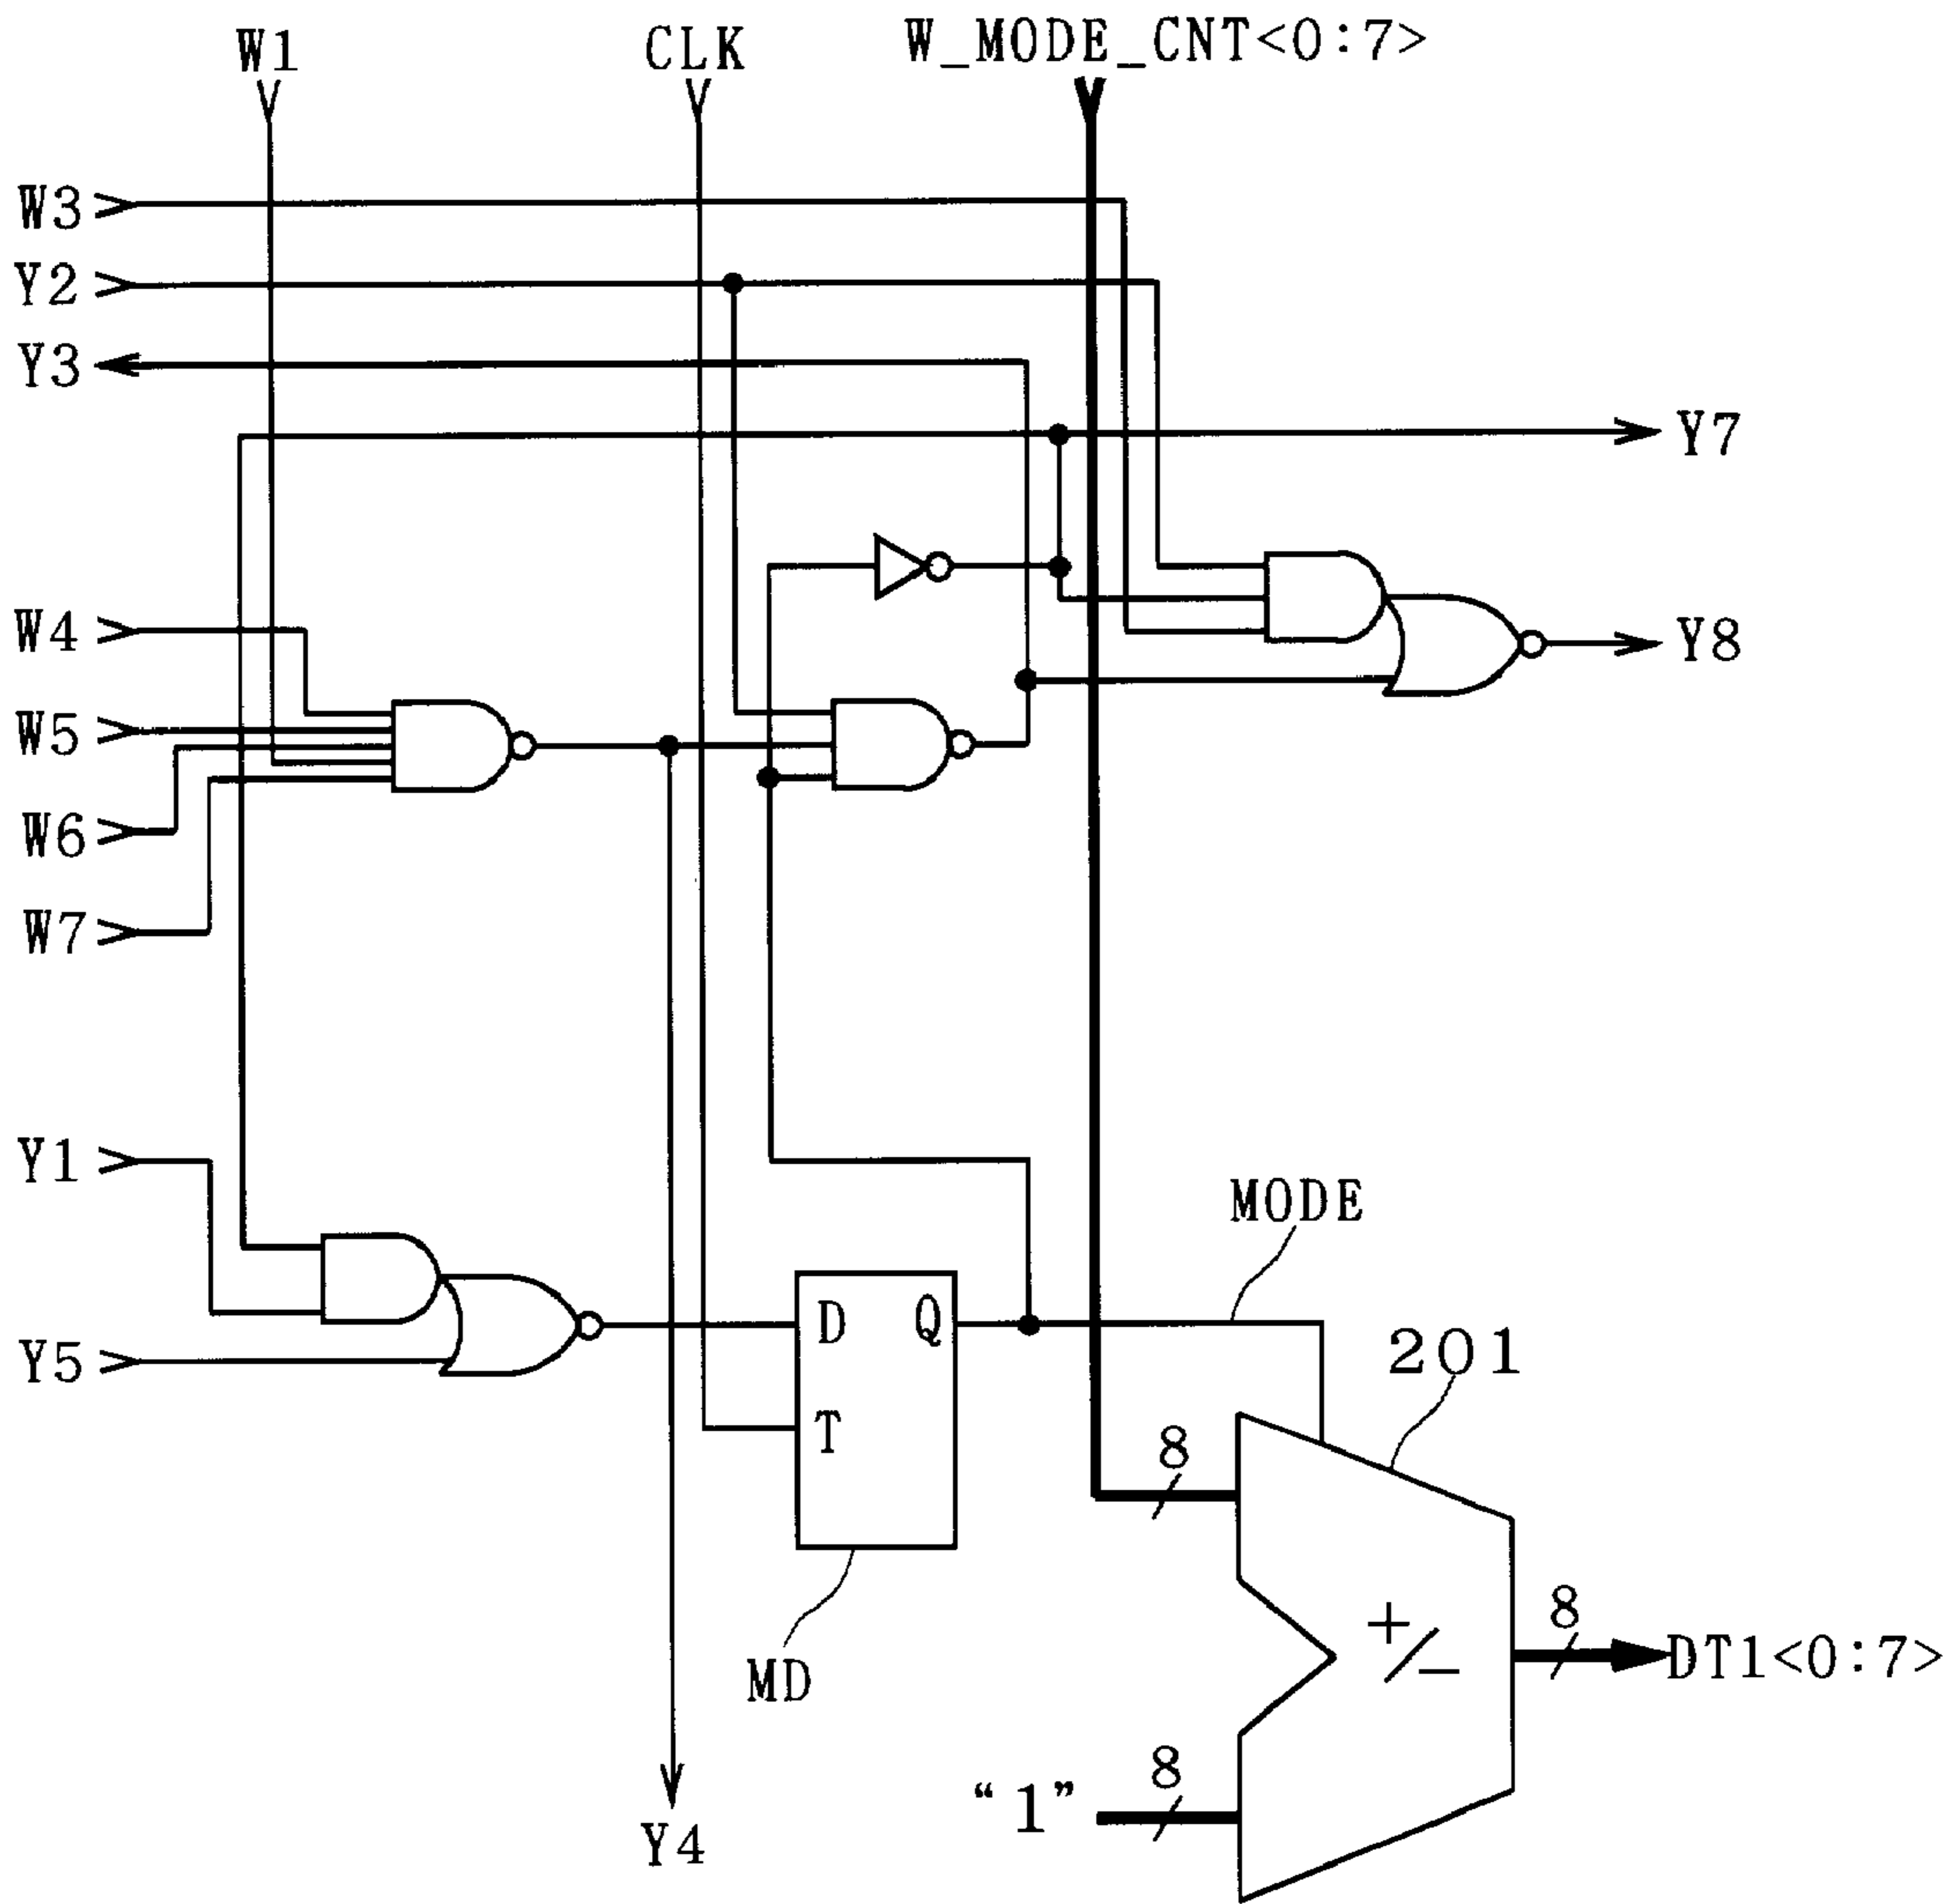 W1
CLK
W_MODE_CNT<0:7>
W3
Y2
Y3
Y7
W4
Y8
W5
W6
W7
Y1
MODE
Y5
D
Q
201
T
8
8
DT1<0:7>
MD
+/−
8
“1”
Y4